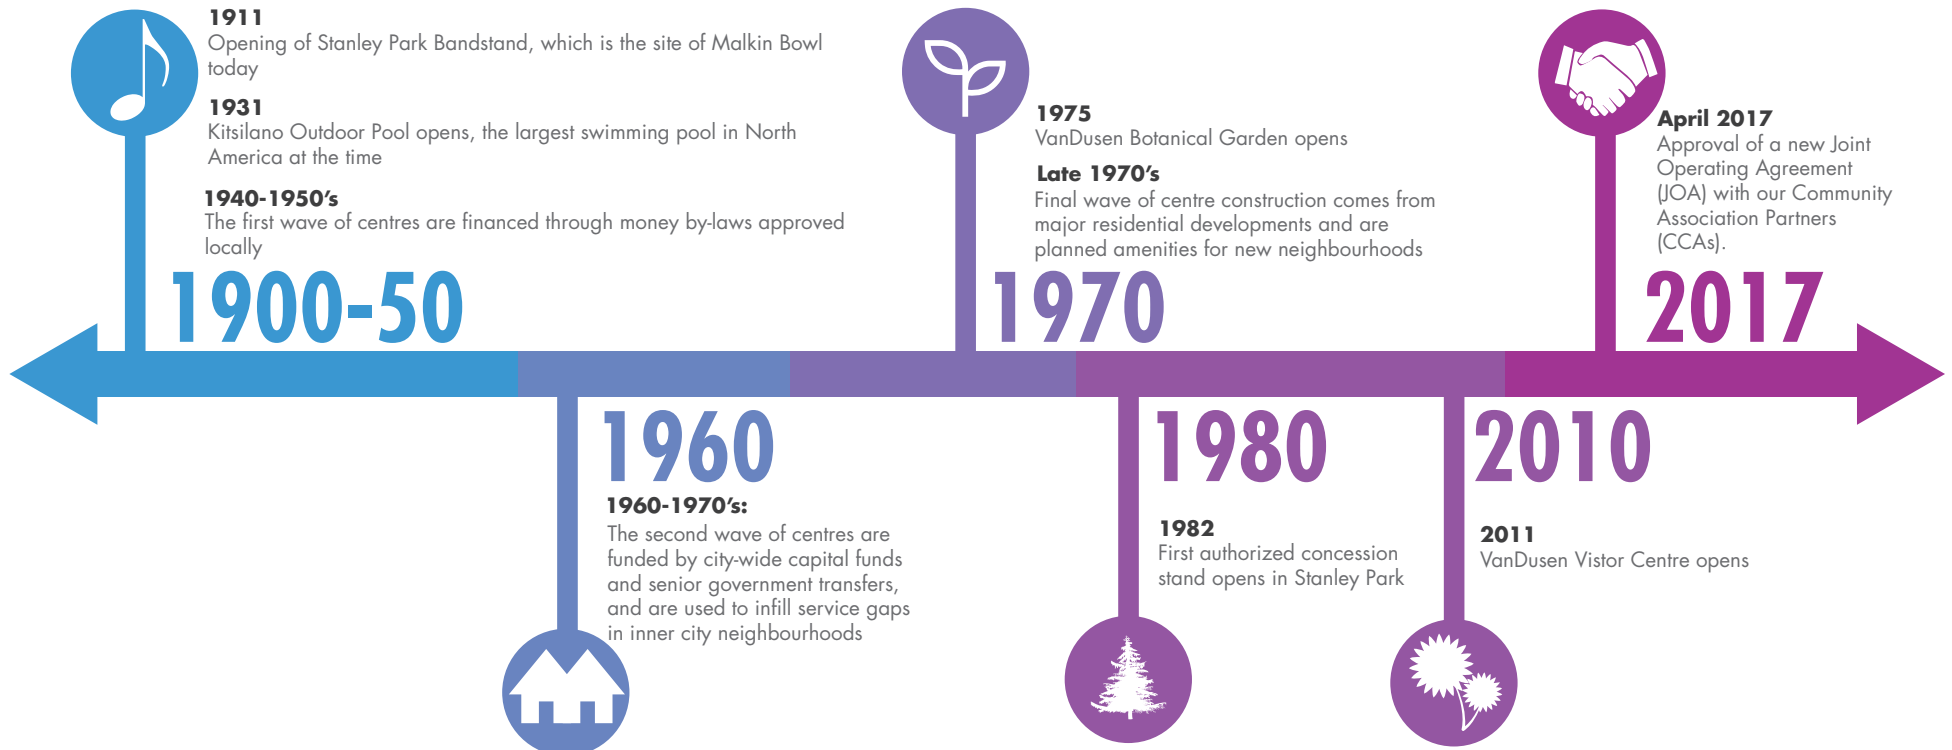 1911
Opening of Stanley Park Bandstand, which is the site of Malkin Bowl
today
1931
Kitsilano Outdoor Pool opens, the largest swimming pool in North
America at the time
1940-1950’s
The first wave of centres are financed through money by-laws approved
locally
1900-50
1960
1960-1970’s:
The second wave of centres are
funded by city-wide capital funds
and senior government transfers,
and are used to infill service gaps
in inner city neighbourhoods
1975
VanDusen Botanical Garden opens
Late 1970’s
Final wave of centre construction comes from
major residential developments and are
planned amenities for new neighbourhoods
1970
1980
1982
First authorized concession
stand opens in Stanley Park
2010
2011
VanDusen Vistor Centre opens
April 2017
Approval of a new Joint
Operating Agreement
(JOA) with our Community
Association Partners
(CCAs).
2017